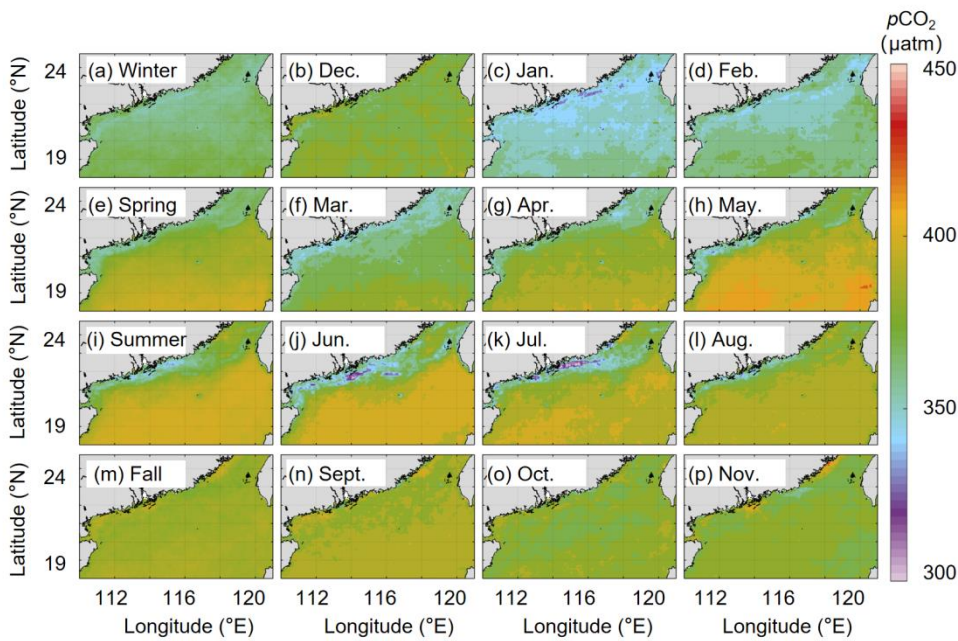 pCO₂
(µatm)
(a) Winter (b) Dec. (c) Jan. (d) Feb.
24
19
Latitude (°N)
450
(e) Spring (f) Mar. (g) Apr. (h) May.
24
19
Latitude (°N)
400
(i) Summer (j) Jun. (k) Jul. (l) Aug.
24
19
Latitude (°N)
350
(m) Fall (n) Sept. (o) Oct. (p) Nov.
24
19
Latitude (°N)
300
112 116 120 112 116 120 112 116 120 112 116 120
Longitude (°E) Longitude (°E) Longitude (°E) Longitude (°E)